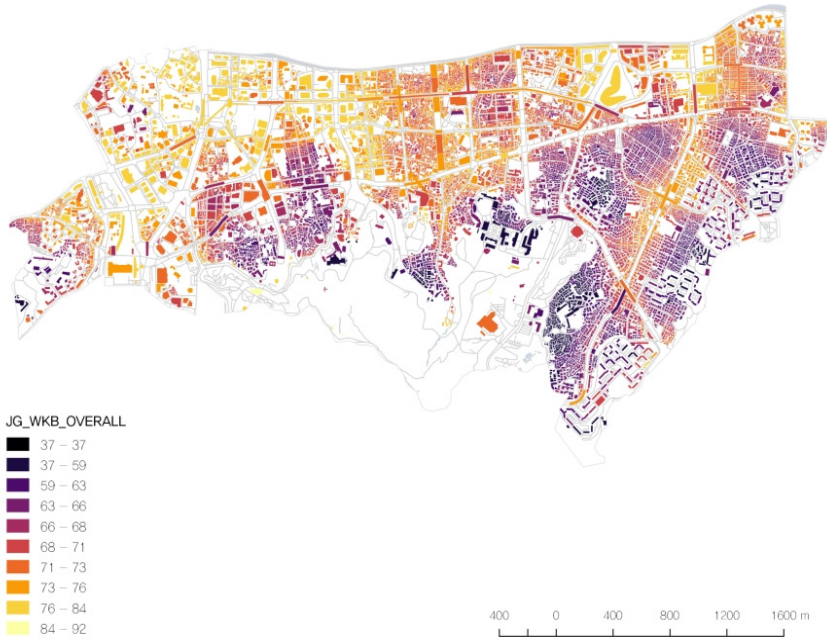 JG_WKB_OVERALL
37 – 37
37 – 59
59 – 63
63 – 66
66 – 68
68 – 71
71 – 73
73 – 76
76 – 84
84 – 92
400 0 400 800 1200 1600 m